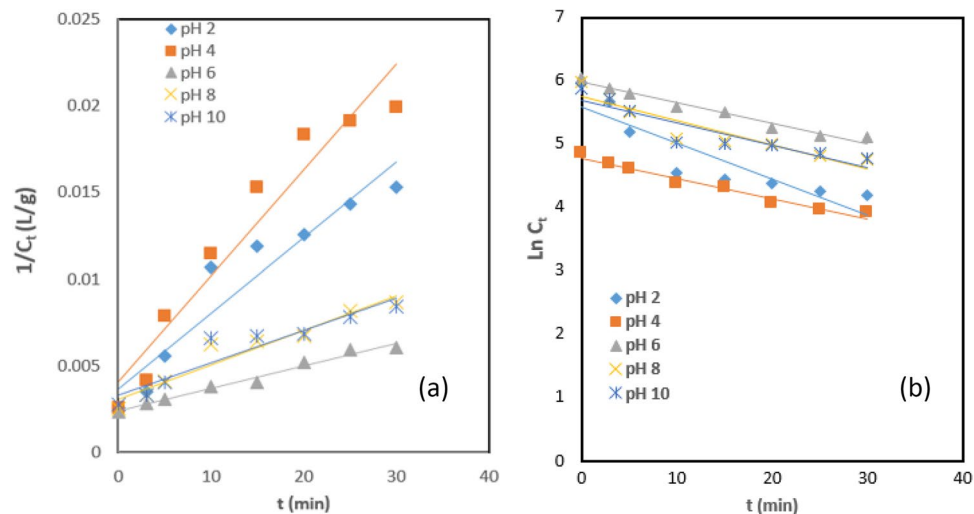 0.025
0.02
0.015
0.01
0.005
0
1/Ct (L/g)
pH 2
pH 4
pH 6
pH 8
pH 10
(a)
0 10 20 30 40
t (min)
7
6
5
4
3
2
1
0
Ln Ct
pH 2
pH 4
pH 6
pH 8
pH 10
(b)
0 10 20 30 40
t (min)